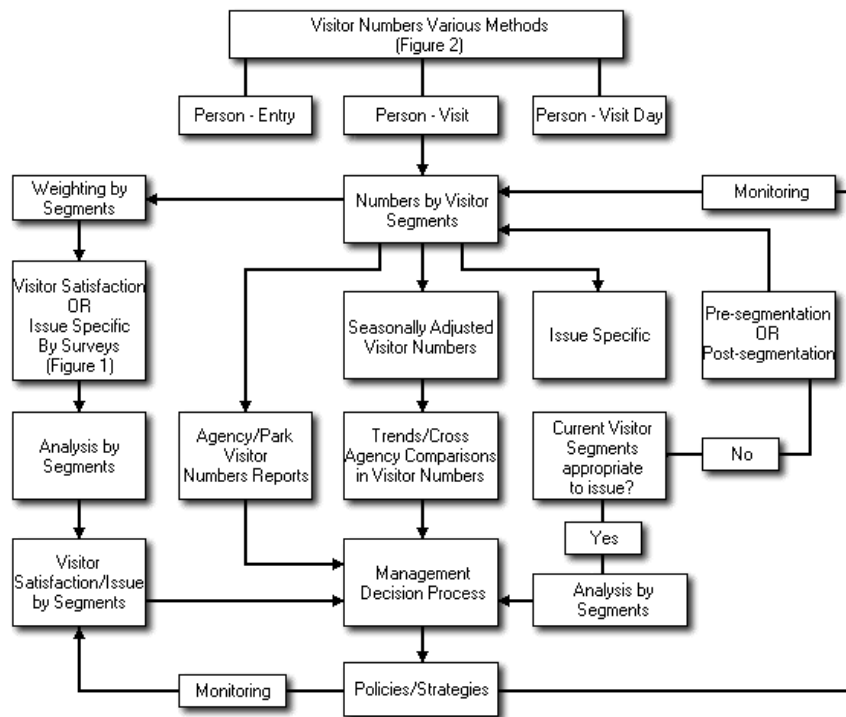 Visitor Numbers Various Methods
(Figure 2)
Person - Entry
Person - Visit
Person - Visit Day
Weighting by
Segments
Numbers by Visitor
Segments
Monitoring
Visitor Satisfaction
OR
Issue Specific
By Surveys
(Figure 1)
Seasonally Adjusted
Visitor Numbers
Issue Specific
Pre-segmentation
OR
Post-segmentation
Analysis by
Segments
Agency/Park
Visitor
Numbers Reports
Trends/Cross
Agency Comparisons
in Visitor Numbers
Current Visitor
Segments
appropriate
to issue?
No
Yes
Visitor
Satisfaction/Issue
by Segments
Management
Decision Process
Analysis by
Segments
Monitoring
Policies/Strategies